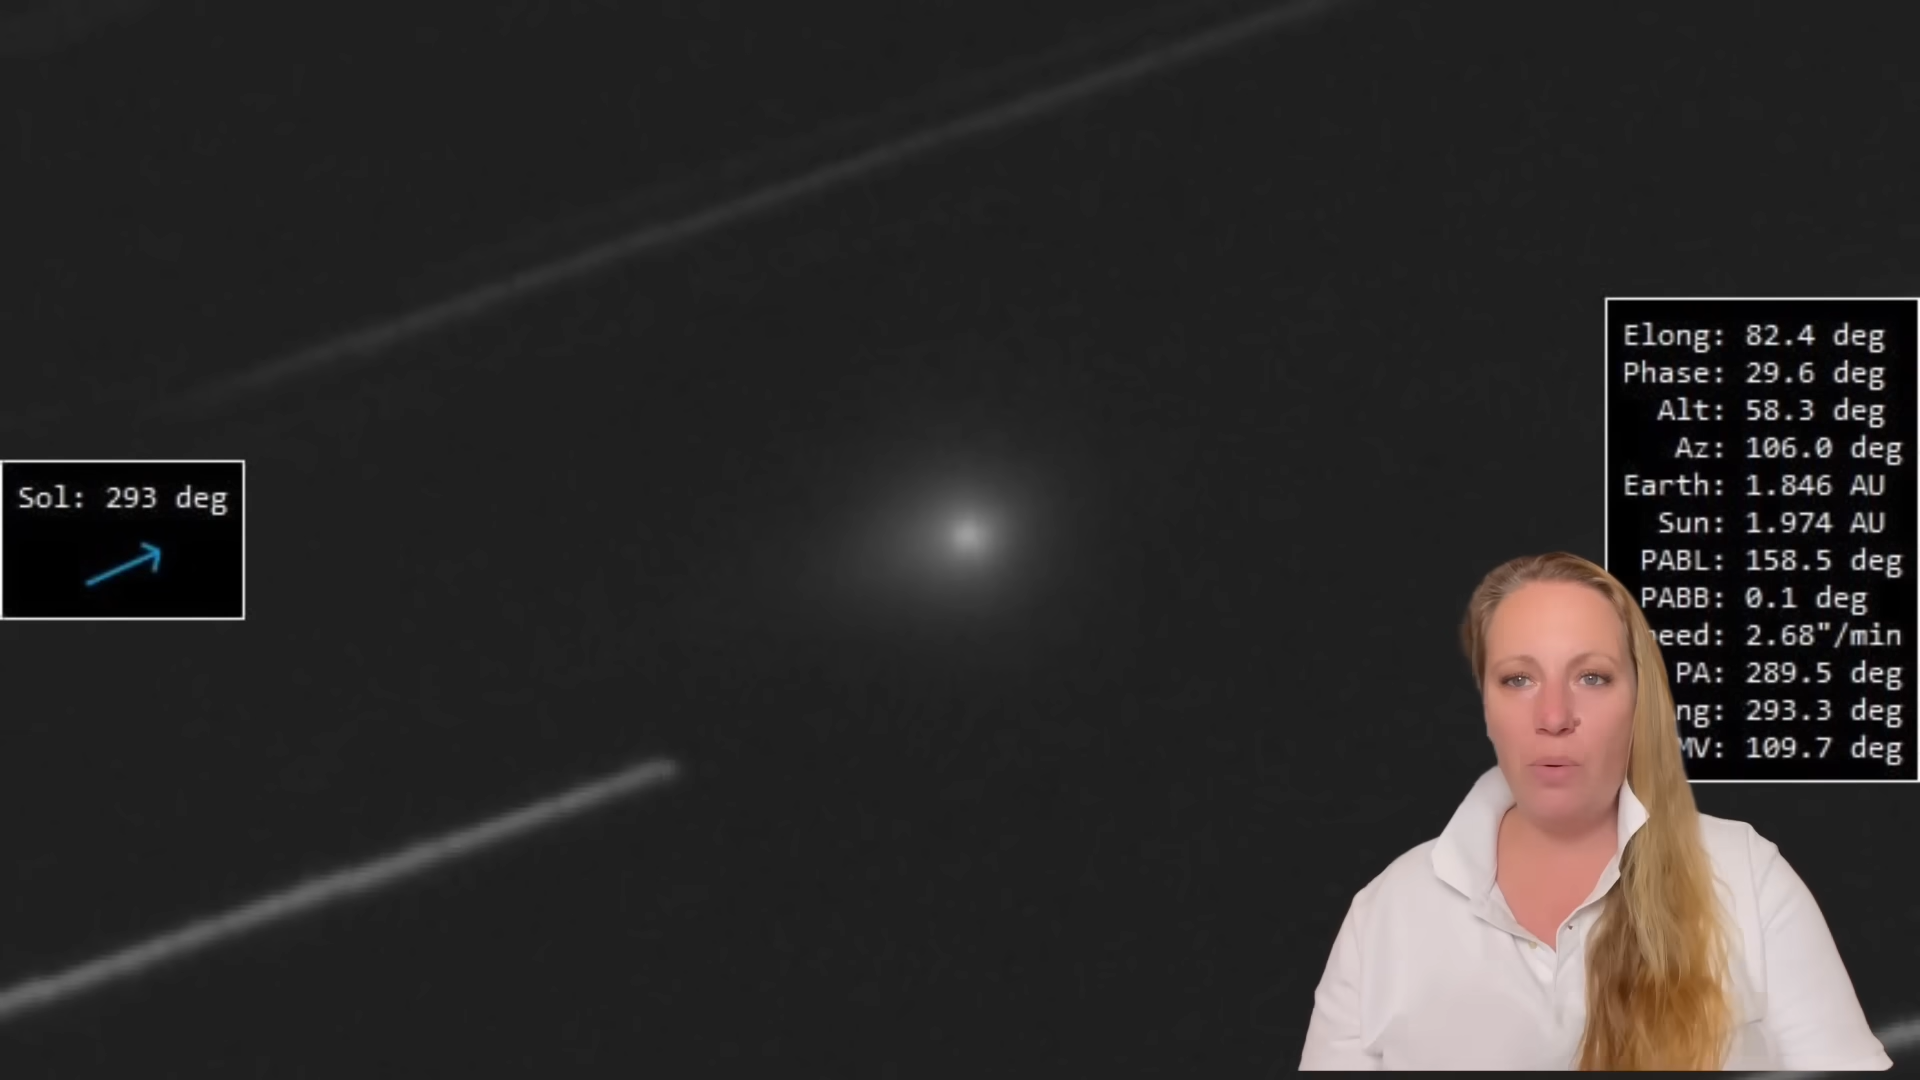 Sol: 293 deg
Elong: 82.4 deg
Phase: 29.6 deg
Alt: 58.3 deg
Az: 106.0 deg
Earth: 1.846 AU
Sun: 1.974 AU
PABL: 158.5 deg
PABB: 0.1 deg
2.68"/min
PA: 289.5 deg
293.3 deg
109.7 deg